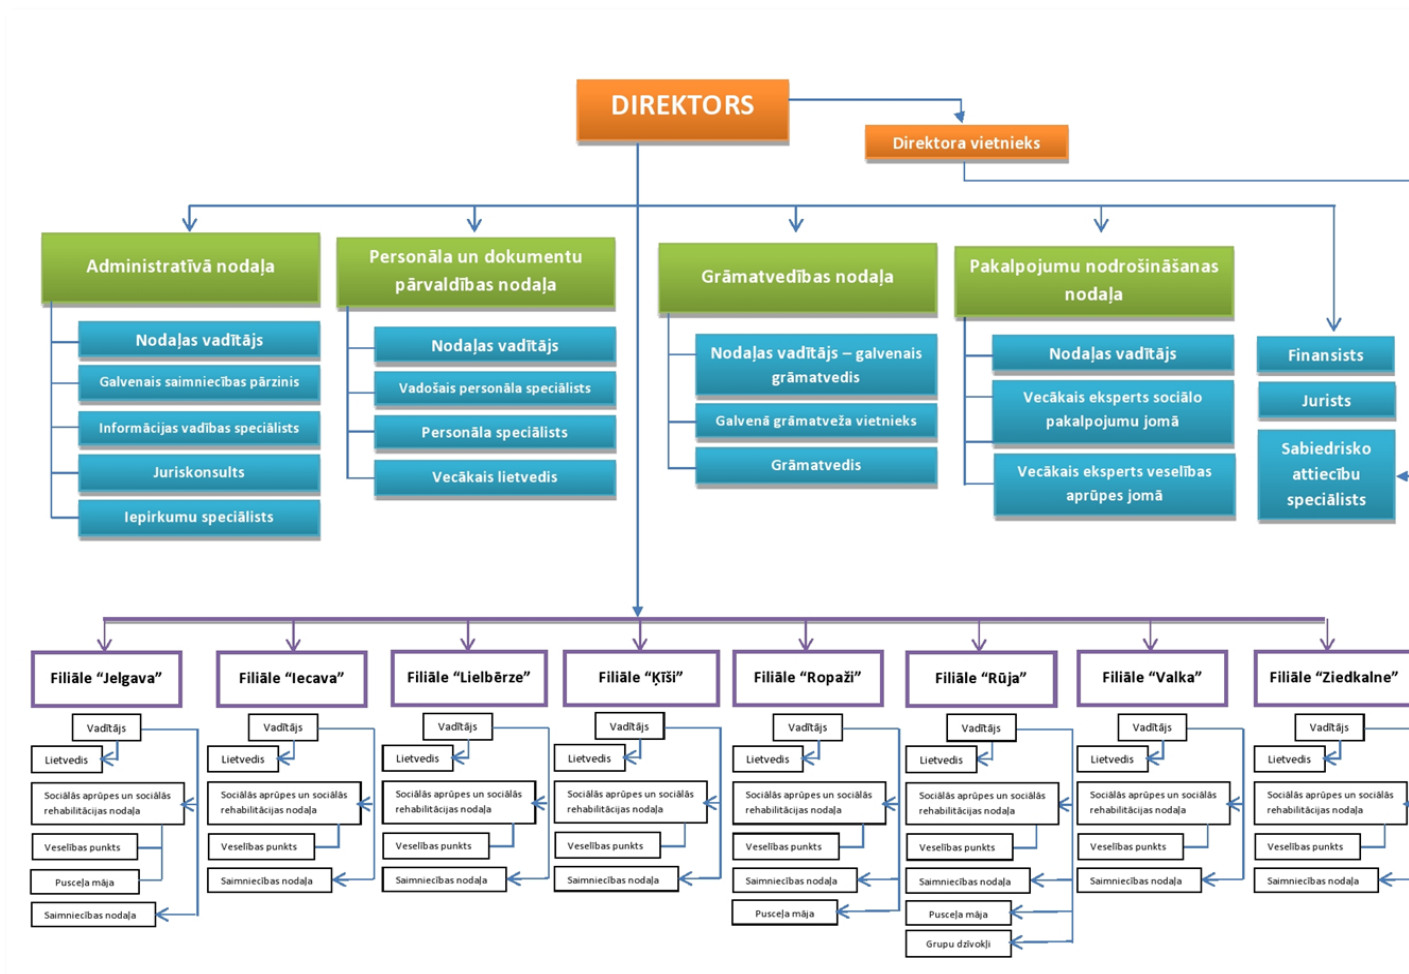 DIREKTORS
Direktora vietnieks
Administratīvā nodaļa
Nodaļas vadītājs
Galvenais saimniecības pārzinis
Informācijas vadības speciālists
Juriskonsults
Iepirkumu speciālists
Personāla un dokumentu
pārvaldības nodaļa
Nodaļas vadītājs
Vadošais personāla speciālists
Personāla speciālists
Vecākais lietvedis
Grāmatvedības nodaļa
Nodaļas vadītājs – galvenais
grāmatvedis
Galvenā grāmatveža vietnieks
Grāmatvedis
Pakalpojumu nodrošināšanas
nodaļa
Nodaļas vadītājs
Vecākais eksperts sociālo
pakalpojumu jomā
Vecākais eksperts veselības
aprūpes jomā
Finansists
Jurists
Sabiedrisko
attiecību
speciālists
Filiāle “Jelgava”
Vadītājs
Lietvedis
Sociālās aprūpes un sociālās
rehabilitācijas nodaļa
Veselības punkts
Pusceļa māja
Saimniecības nodaļa
Filiāle “Iecava”
Vadītājs
Lietvedis
Sociālās aprūpes un sociālās
rehabilitācijas nodaļa
Veselības punkts
Saimniecības nodaļa
Filiāle “Lielbērze”
Vadītājs
Lietvedis
Sociālās aprūpes un sociālās
rehabilitācijas nodaļa
Veselības punkts
Saimniecības nodaļa
Filiāle “Ķīši”
Vadītājs
Lietvedis
Sociālās aprūpes un sociālās
rehabilitācijas nodaļa
Veselības punkts
Saimniecības nodaļa
Filiāle “Ropaži”
Vadītājs
Lietvedis
Sociālās aprūpes un sociālās
rehabilitācijas nodaļa
Veselības punkts
Saimniecības nodaļa
Pusceļa māja
Filiāle “Rūja”
Vadītājs
Lietvedis
Sociālās aprūpes un sociālās
rehabilitācijas nodaļa
Veselības punkts
Saimniecības nodaļa
Pusceļa māja
Grupu dzīvokļi
Filiāle “Valka”
Vadītājs
Lietvedis
Sociālās aprūpes un sociālās
rehabilitācijas nodaļa
Veselības punkts
Saimniecības nodaļa
Filiāle “Ziedkalne”
Vadītājs
Lietvedis
Sociālās aprūpes un sociālās
rehabilitācijas nodaļa
Veselības punkts
Saimniecības nodaļa